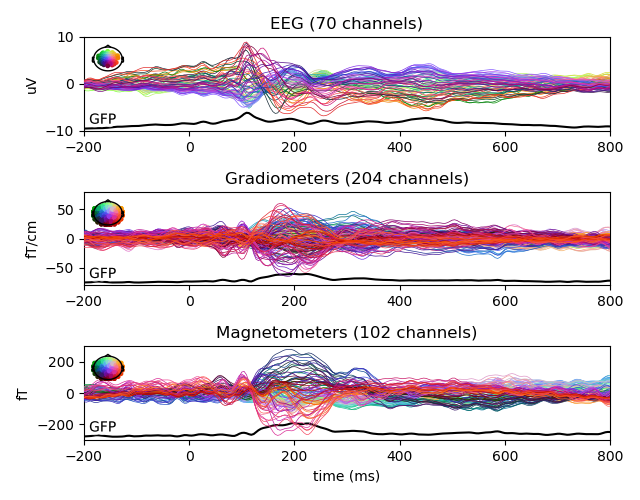 EEG (70 channels)
10
0
−10
uV
GFP
−200 0 200 400 600 800
Gradiometers (204 channels)
50
0
−50
fT/cm
GFP
−200 0 200 400 600 800
Magnetometers (102 channels)
200
0
−200
fT
GFP
−200 0 200 400 600 800
time (ms)